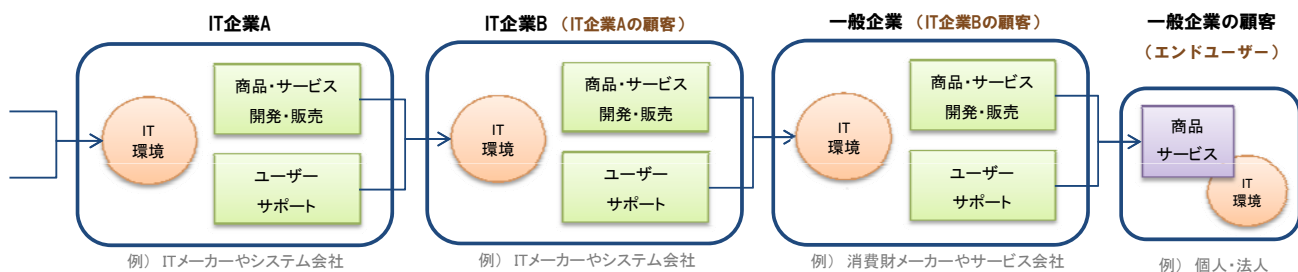 IT企業A
IT
環境
商品・サービス
開発・販売
ユーザー
サポート
例） ITメーカーやシステム会社
IT企業B （IT企業Aの顧客）
IT
環境
商品・サービス
開発・販売
ユーザー
サポート
例） ITメーカーやシステム会社
一般企業 （IT企業Bの顧客）
IT
環境
商品・サービス
開発・販売
ユーザー
サポート
例） 消費財メーカーやサービス会社
一般企業の顧客
（エンドユーザー）
商品
サービス
IT
環境
例） 個人・法人